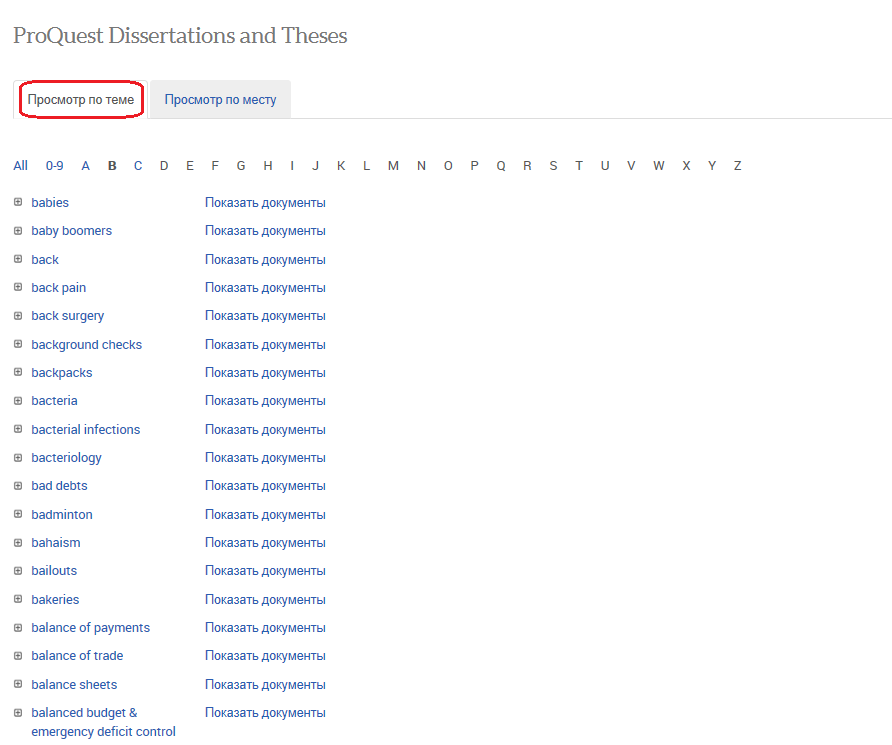 ProQuest Dissertations and Theses
Просмотр по теме Просмотр по месту
All 0-9 A B C D E F G H I J K L M N O P Q R S T U V W X Y Z
babies Показать документы
baby boomers Показать документы
back Показать документы
back pain Показать документы
back surgery Показать документы
background checks Показать документы
backpacks Показать документы
bacteria Показать документы
bacterial infections Показать документы
bacteriology Показать документы
bad debts Показать документы
badminton Показать документы
bahaism Показать документы
bailouts Показать документы
bakeries Показать документы
balance of payments Показать документы
balance of trade Показать документы
balance sheets Показать документы
balanced budget & Показать документы
emergency deficit control